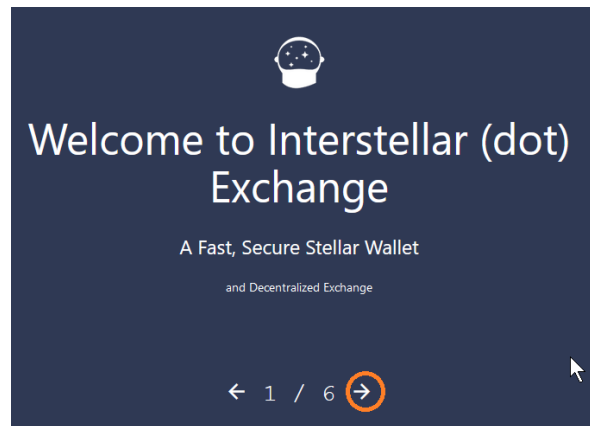 Welcome to Interstellar (dot)
Exchange
A Fast, Secure Stellar Wallet
and Decentralized Exchange
← 1 / 6 →